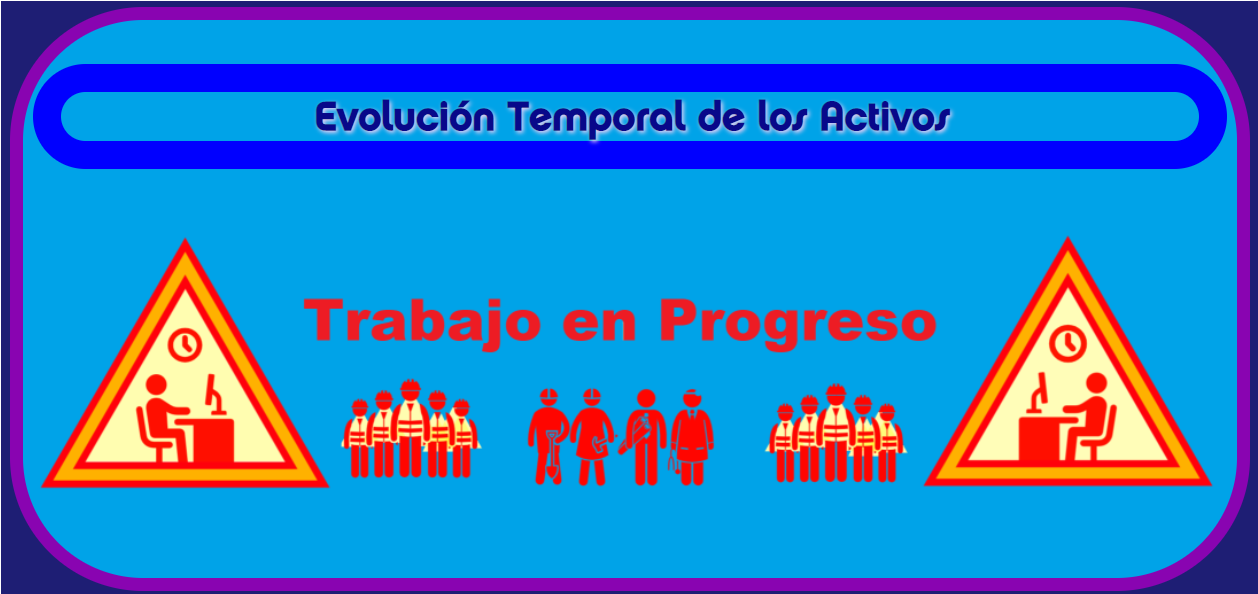 Evolución Temporal de los Activos
Trabajo en Progreso